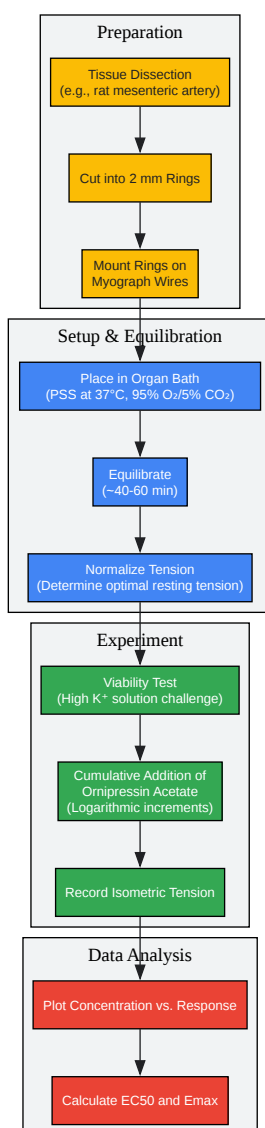 Preparation
Tissue Dissection
(e.g., rat mesenteric artery)
Cut into 2 mm Rings
Mount Rings on
Myograph Wires
Setup & Equilibration
Place in Organ Bath
(PSS at 37°C, 95% O₂/5% CO₂)
Equilibrate
(~40-60 min)
Normalize Tension
(Determine optimal resting tension)
Experiment
Viability Test
(High K⁺ solution challenge)
Cumulative Addition of
Ornipressin Acetate
(Logarithmic increments)
Record Isometric Tension
Data Analysis
Plot Concentration vs. Response
Calculate EC50 and Emax